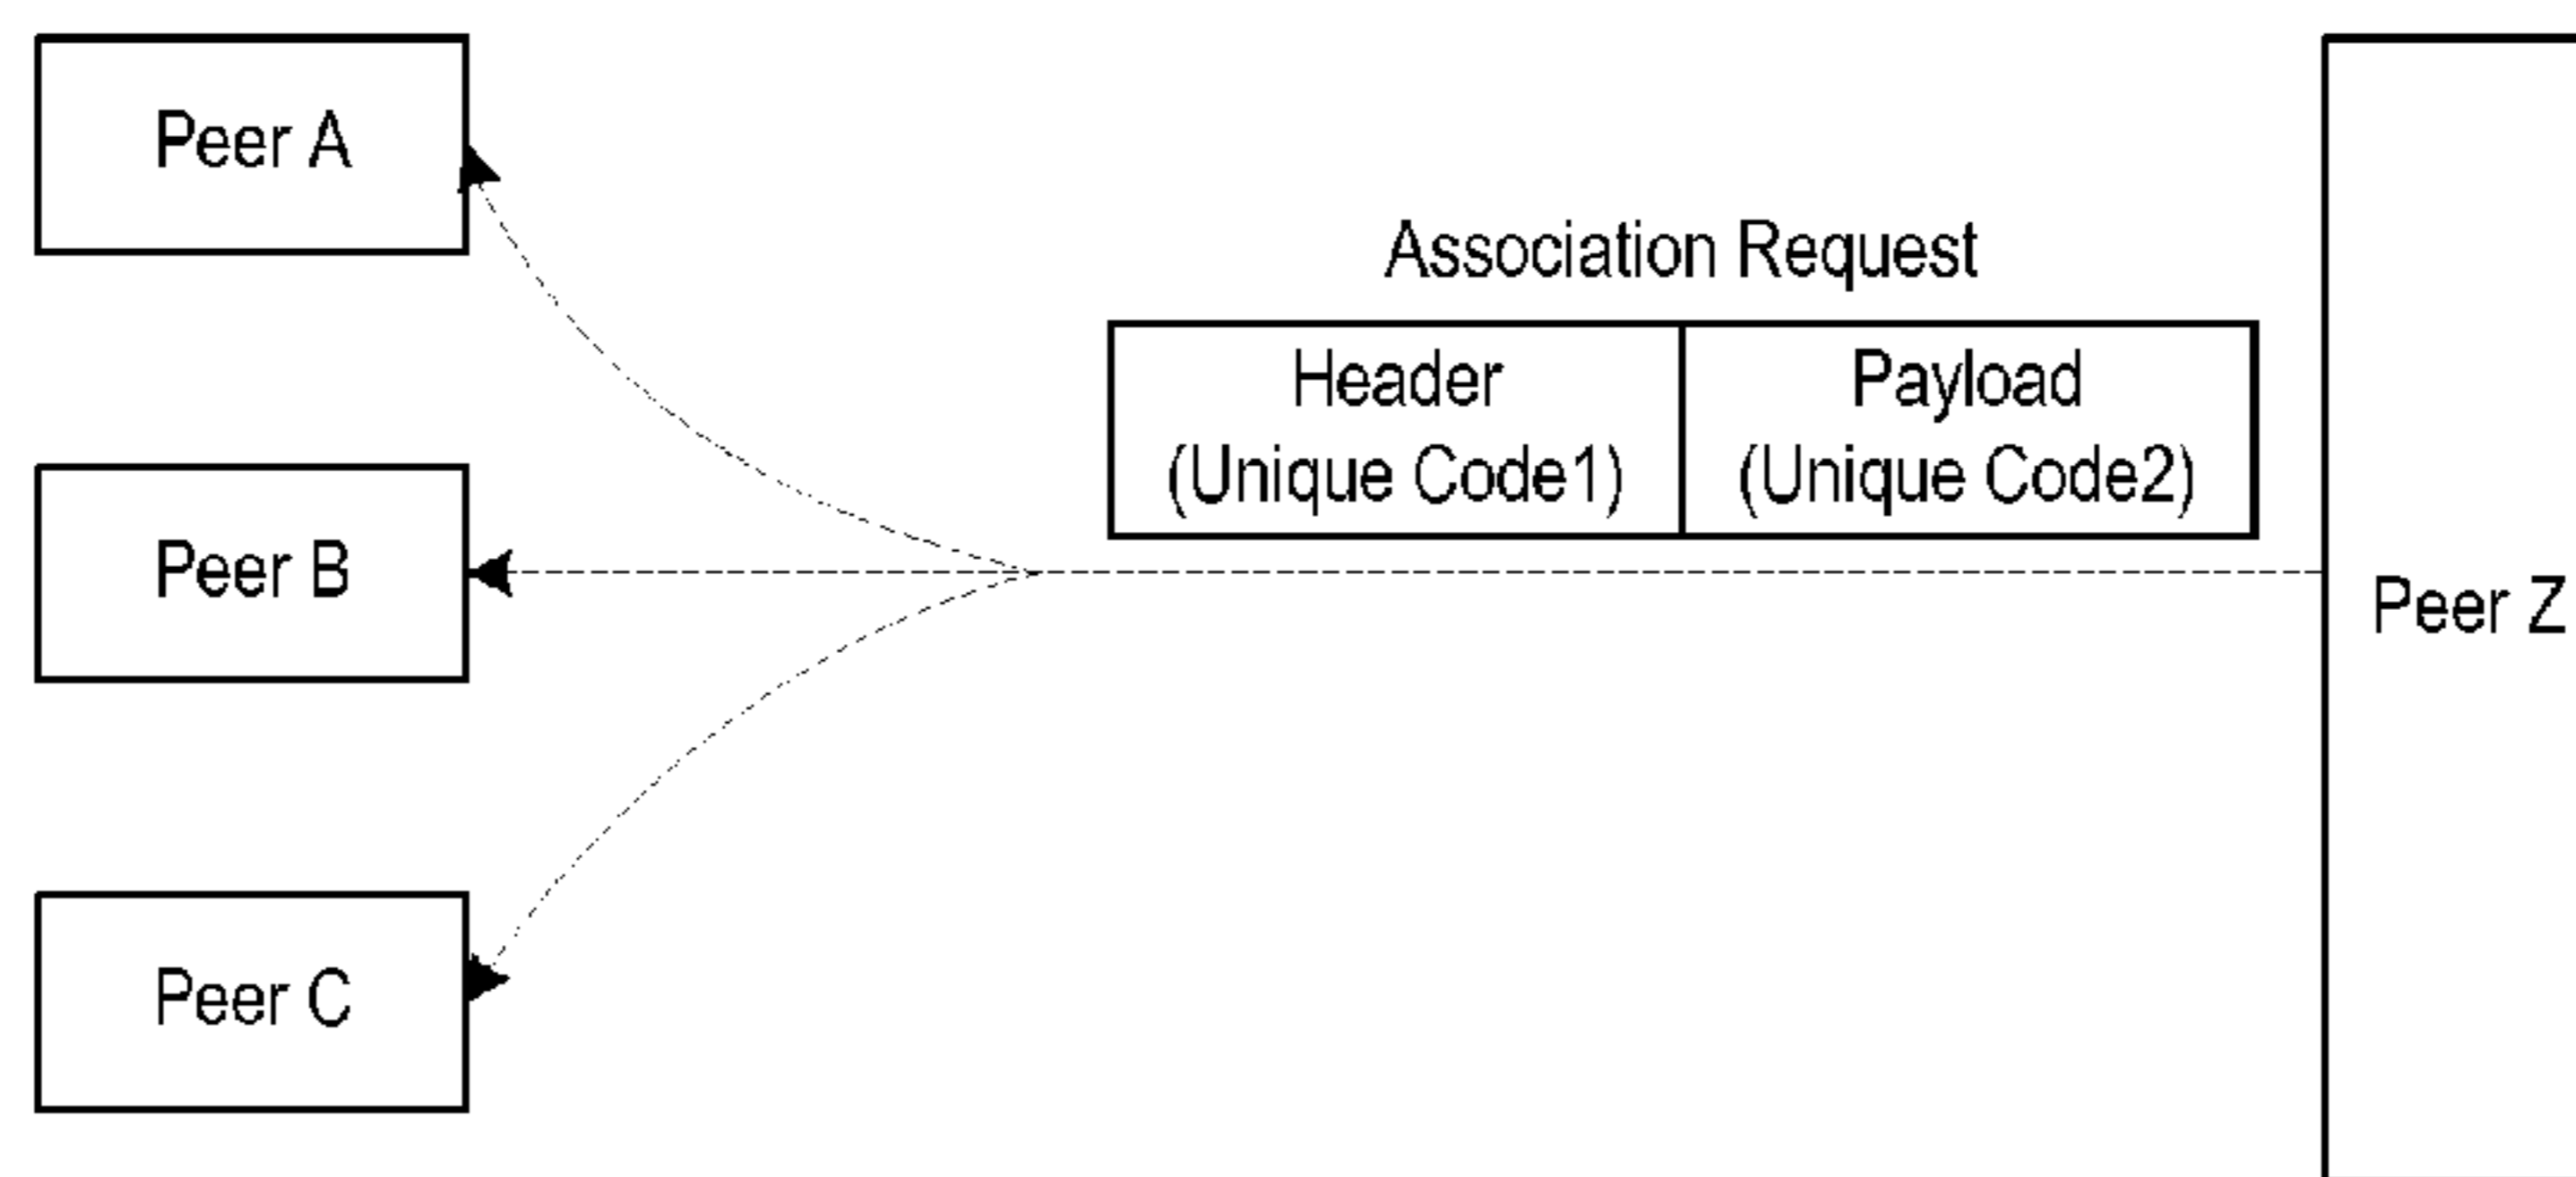 Peer A
Association Request
Header
(Unique Code1)
Payload
(Unique Code2)
Peer B
Peer Z
Peer C